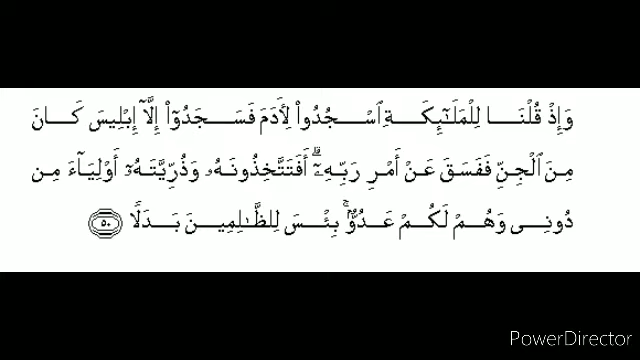 وَإِذْ قُلْنَا لِلْمَلَٰٓئِكَةِ ٱسْجُدُوا۟ لِأَدَمَ فَسَجَدُوٓا۟ إِلَّآ إِبْلِيسَ كَانَ
مِنَ ٱلْجِنِّ فَفَسَقَ عَنْ أَمْرِ رَبِّهِۦٓ ۗ أَفَتَتَّخِذُونَهُۥ وَذُرِّيَّتَهُۥٓ أَوْلِيَآءَ مِن
دُونِى وَهُمْ لَكُمْ عَدُوٌّۢ ۚ بِئْسَ لِلظَّٰلِمِينَ بَدَلًا ٥٠
PowerDirector